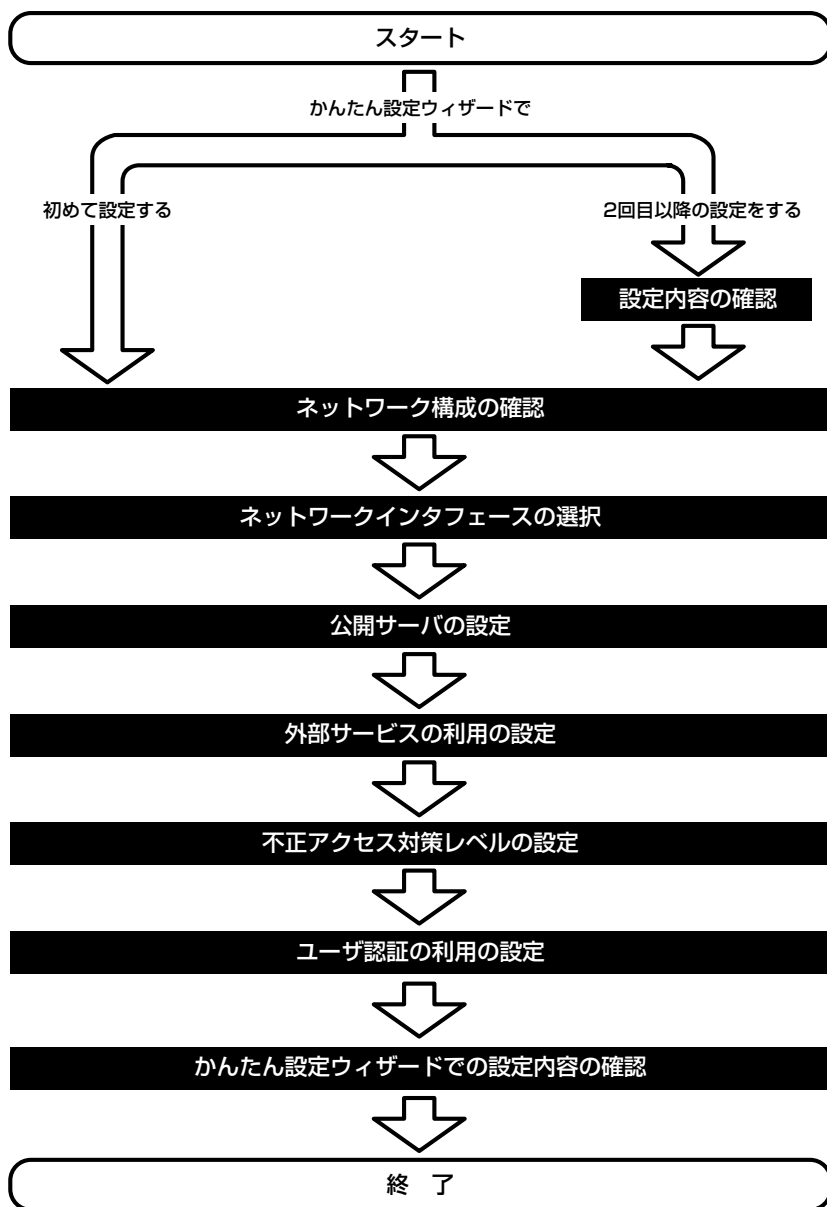 スタート
かんたん設定ウィザードで
初めて設定する
2回目以降の設定をする
設定内容の確認
ネットワーク構成の確認
ネットワークインタフェースの選択
公開サーバの設定
外部サービスの利用の設定
不正アクセス対策レベルの設定
ユーザ認証の利用の設定
かんたん設定ウィザードでの設定内容の確認
終　了